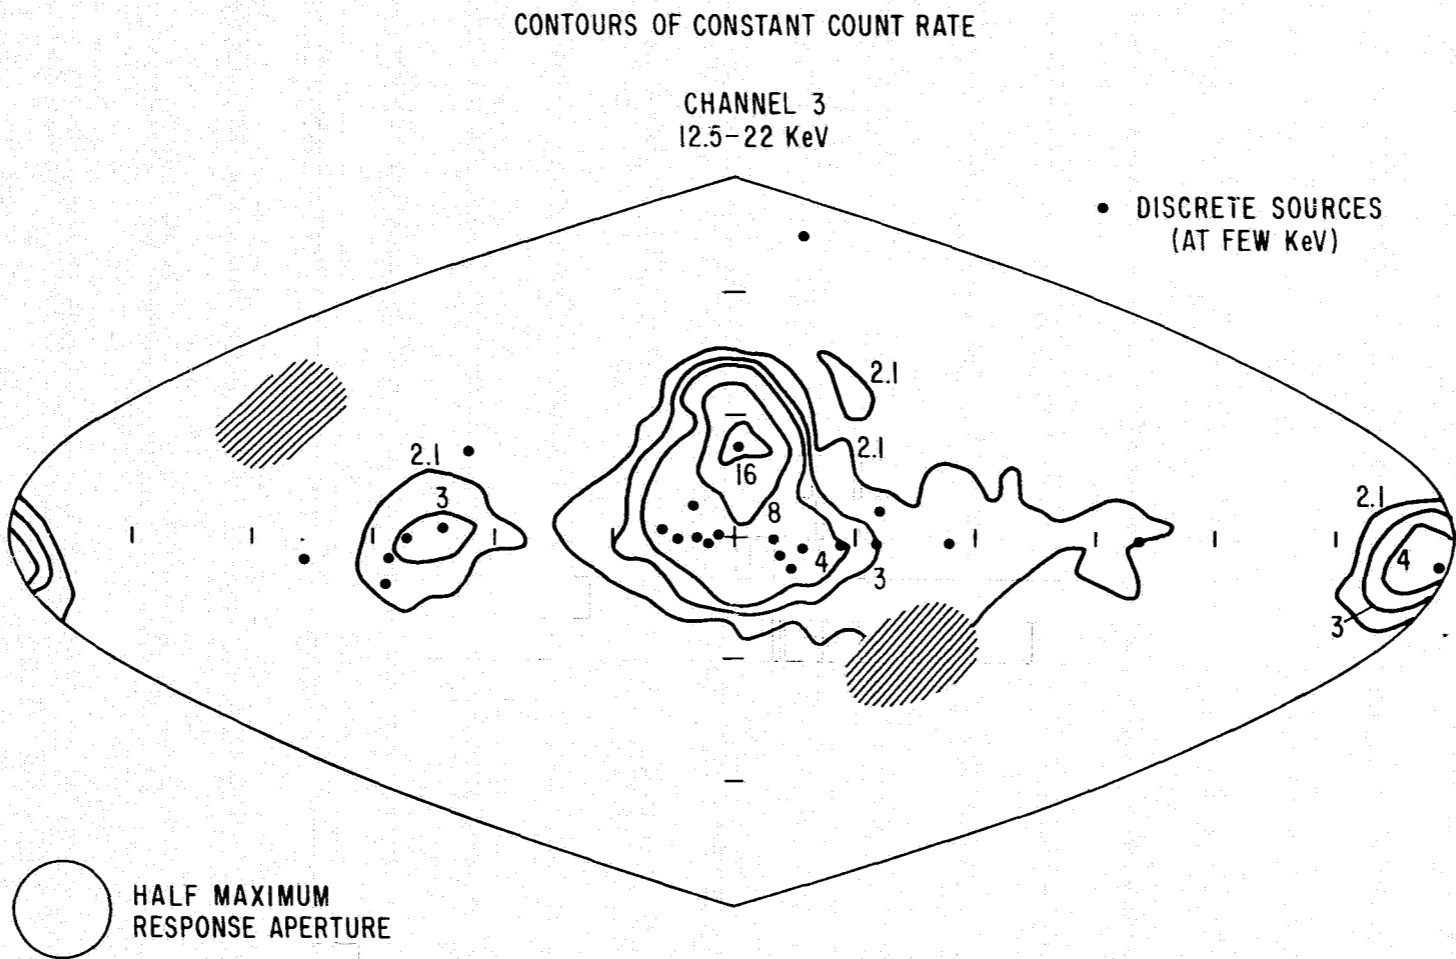 CONTOURS OF CONSTANT COUNT RATE
CHANNEL 3
12.5-22 KeV
• DISCRETE SOURCES
(AT FEW KeV)
2.1
2.1
2.1
3
16
8
4
3
2.1
4
3
HALF MAXIMUM
RESPONSE APERTURE